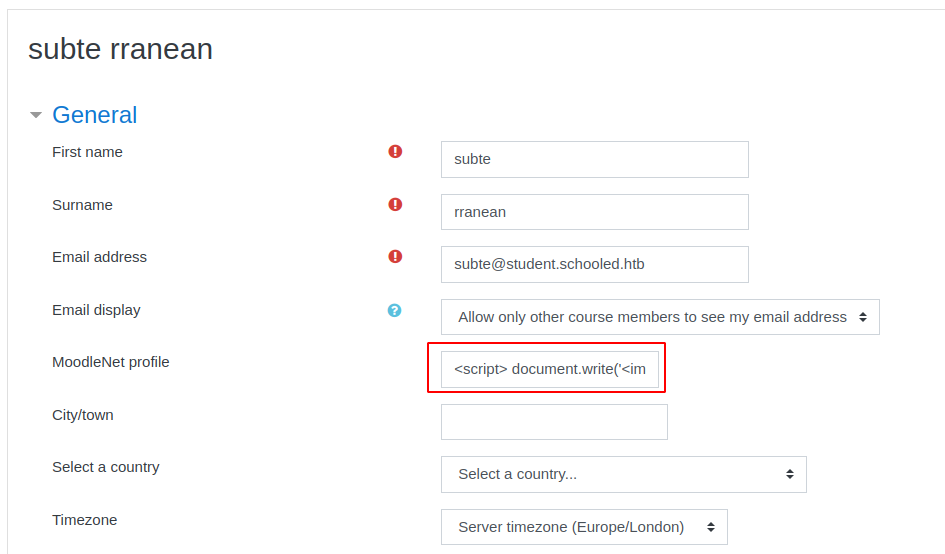 subte rranean
General
First name
subte
Surname
rranean
Email address
subte@student.schooled.htb
Email display
Allow only other course members to see my email address
MoodleNet profile
<script> document.write('<im
City/town
Select a country
Select a country...
Timezone
Server timezone (Europe/London)